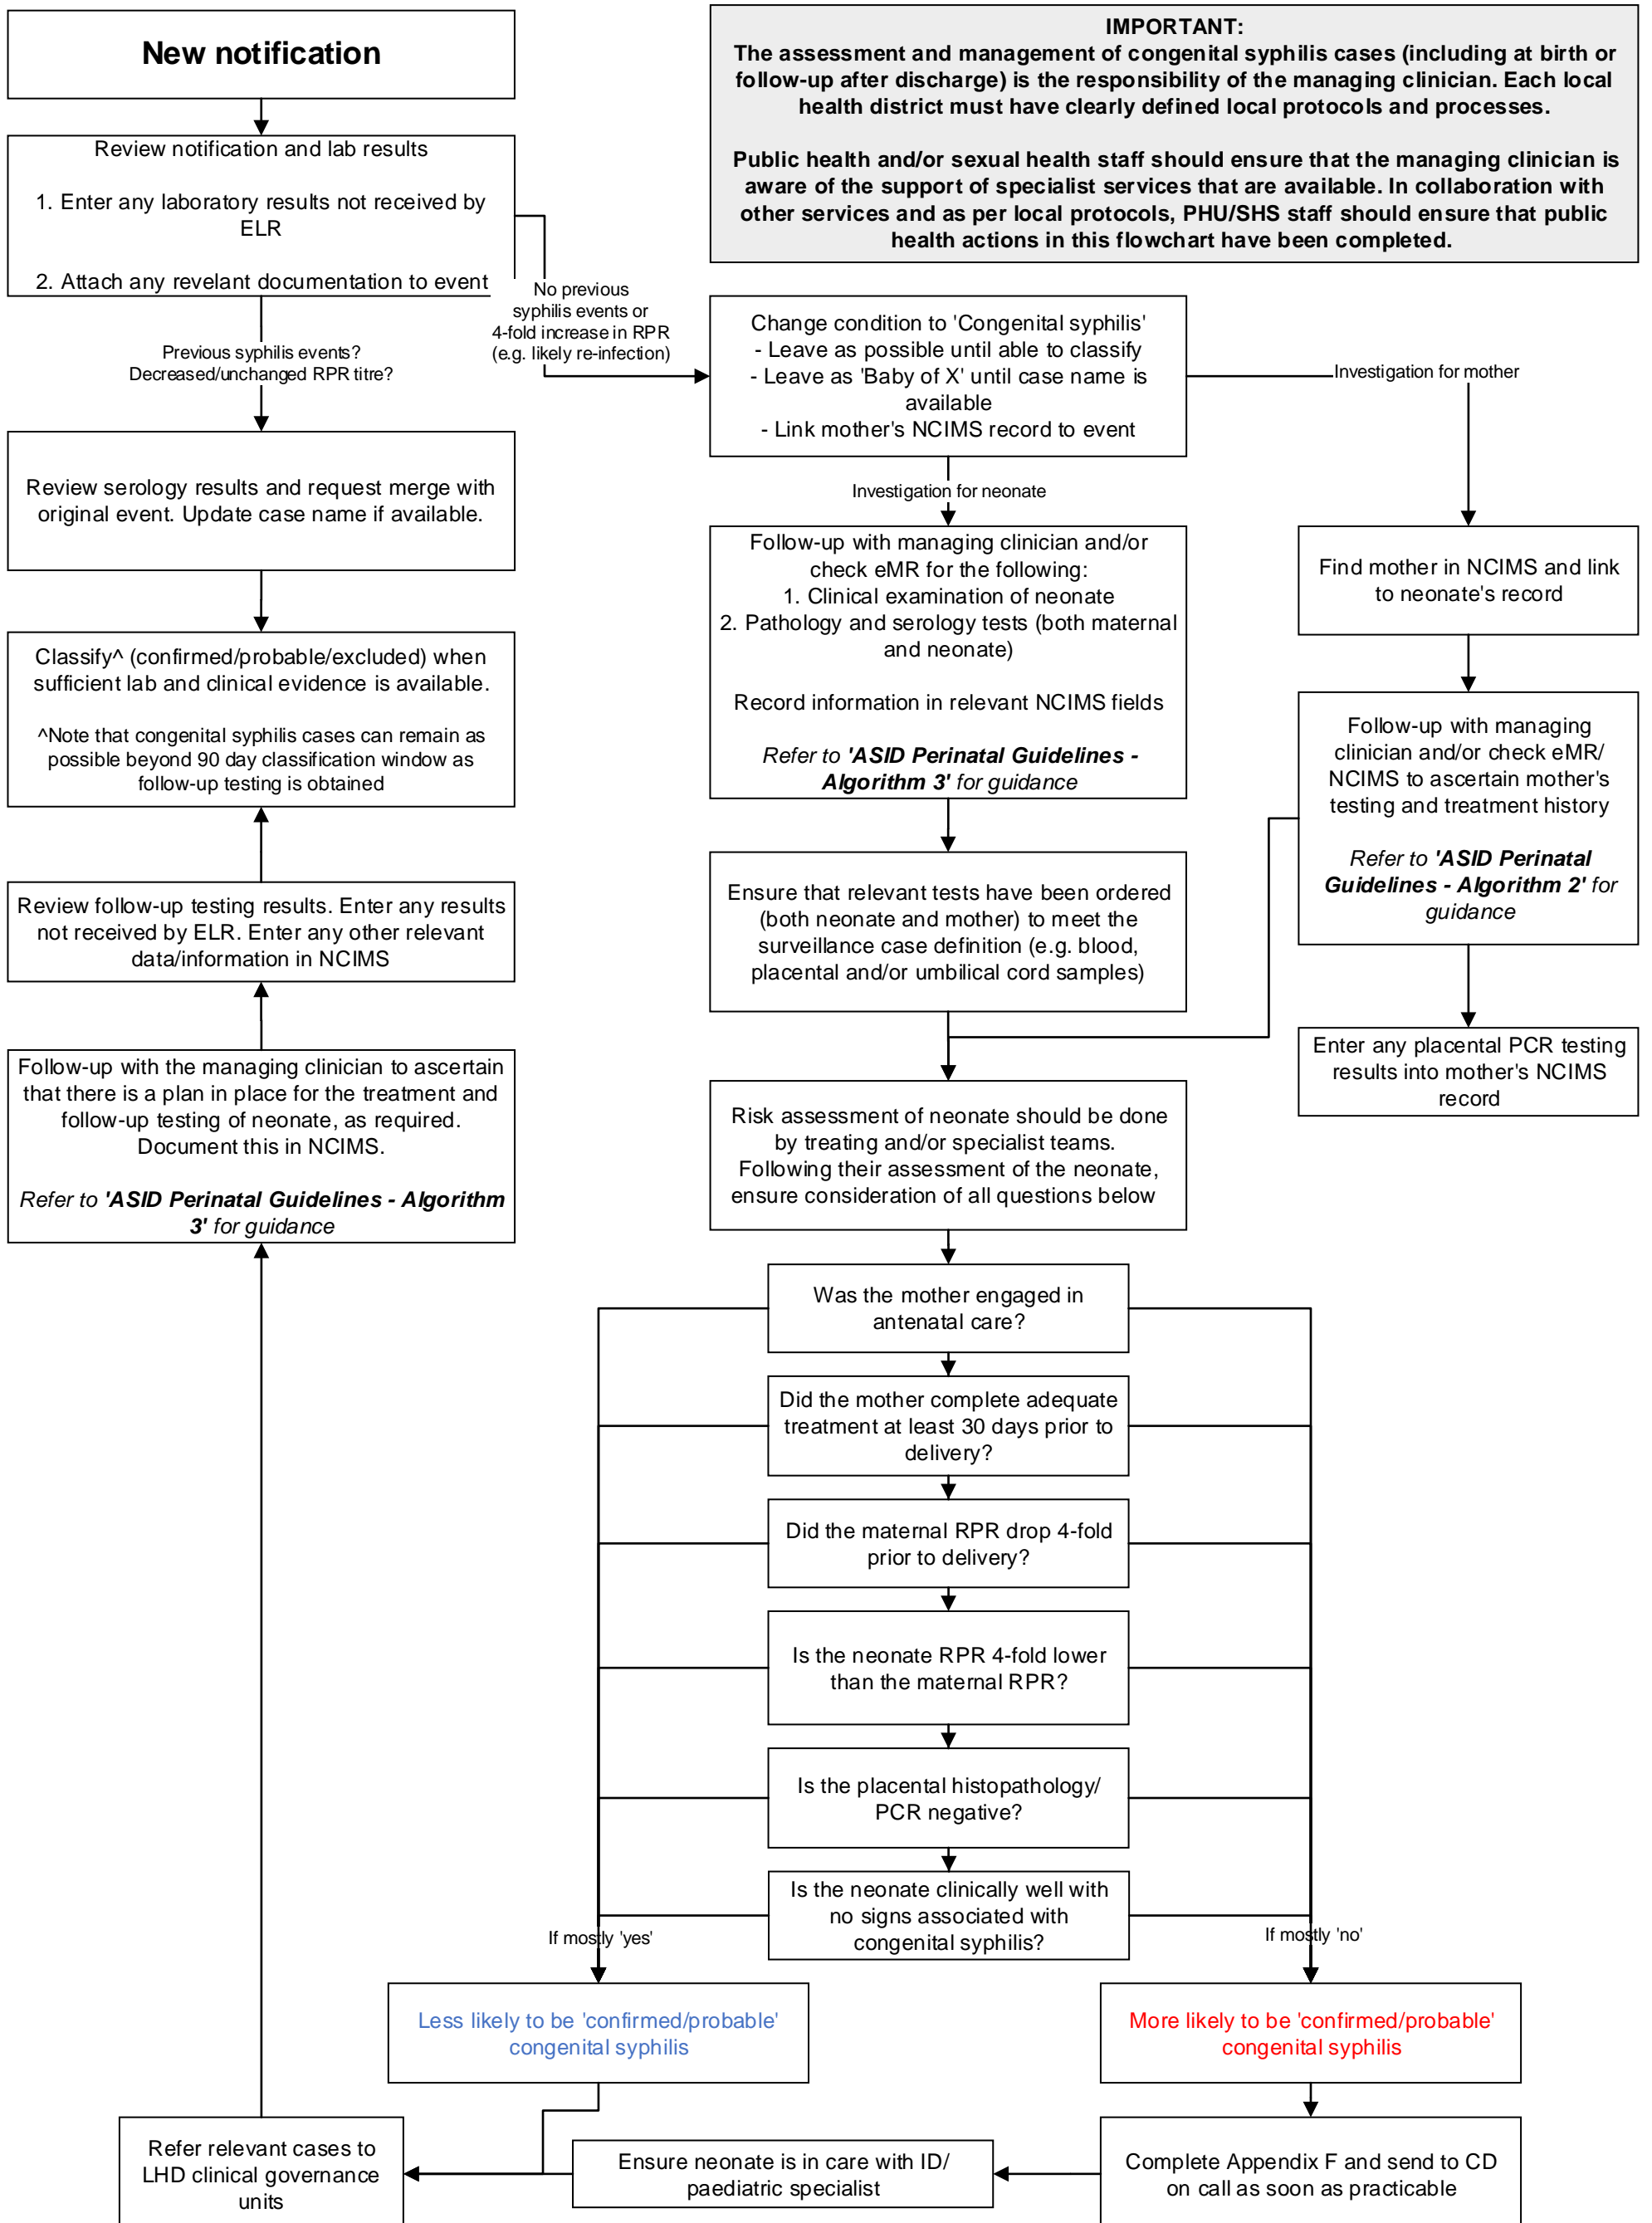 New notification
IMPORTANT:
The assessment and management of congenital syphilis cases (including at birth or
follow-up after discharge) is the responsibility of the managing clinician. Each local
health district must have clearly defined local protocols and processes.
Public health and/or sexual health staff should ensure that the managing clinician is
aware of the support of specialist services that are available. In collaboration with
other services and as per local protocols, PHU/SHS staff should ensure that public
health actions in this flowchart have been completed.
Review notification and lab results
1. Enter any laboratory results not received by
ELR
2. Attach any revelant documentation to event
No previous
syphilis events or
4-fold increase in RPR
(e.g. likely re-infection)
Previous syphilis events?
Decreased/unchanged RPR titre?
Change condition to 'Congenital syphilis'
- Leave as possible until able to classify
- Leave as 'Baby of X' until case name is
available
- Link mother's NCIMS record to event
Investigation for mother
Investigation for neonate
Review serology results and request merge with
original event. Update case name if available.
Follow-up with managing clinician and/or
check eMR for the following:
1. Clinical examination of neonate
2. Pathology and serology tests (both maternal
and neonate)
Record information in relevant NCIMS fields
Refer to 'ASID Perinatal Guidelines -
Algorithm 3' for guidance
Find mother in NCIMS and link
to neonate's record
Classify^ (confirmed/probable/excluded) when
sufficient lab and clinical evidence is available.
^Note that congenital syphilis cases can remain as
possible beyond 90 day classification window as
follow-up testing is obtained
Follow-up with managing
clinician and/or check eMR/
NCIMS to ascertain mother's
testing and treatment history
Refer to 'ASID Perinatal
Guidelines - Algorithm 2' for
guidance
Ensure that relevant tests have been ordered
(both neonate and mother) to meet the
surveillance case definition (e.g. blood,
placental and/or umbilical cord samples)
Review follow-up testing results. Enter any results
not received by ELR. Enter any other relevant
data/information in NCIMS
Enter any placental PCR testing
results into mother's NCIMS
record
Follow-up with the managing clinician to ascertain
that there is a plan in place for the treatment and
follow-up testing of neonate, as required.
Document this in NCIMS.
Refer to 'ASID Perinatal Guidelines - Algorithm
3' for guidance
Risk assessment of neonate should be done
by treating and/or specialist teams.
Following their assessment of the neonate,
ensure consideration of all questions below
Was the mother engaged in
antenatal care?
Did the mother complete adequate
treatment at least 30 days prior to
delivery?
Did the maternal RPR drop 4-fold
prior to delivery?
Is the neonate RPR 4-fold lower
than the maternal RPR?
Is the placental histopathology/
PCR negative?
Is the neonate clinically well with
no signs associated with
congenital syphilis?
If mostly 'yes'
If mostly 'no'
Less likely to be 'confirmed/probable'
congenital syphilis
More likely to be 'confirmed/probable'
congenital syphilis
Refer relevant cases to
LHD clinical governance
units
Ensure neonate is in care with ID/
paediatric specialist
Complete Appendix F and send to CD
on call as soon as practicable